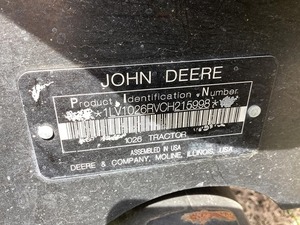 JOHN DEERE
Product Identification Number
*1LV1026RVCH215998*
1026 TRACTOR
ASSEMBLED IN USA
DEERE & COMPANY, MOLINE, ILLINOIS, USA